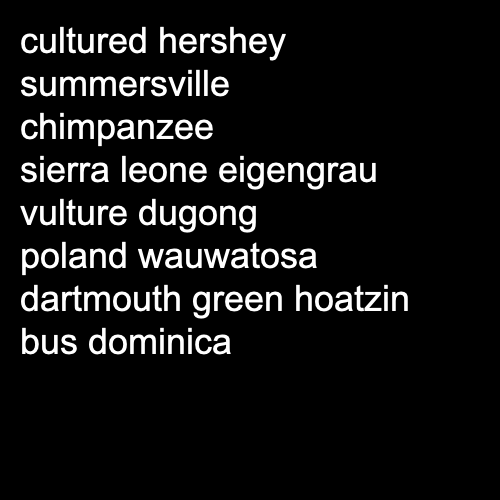 cultured hershey
summersville
chimpanzee
sierra leone eigengrau
vulture dugong
poland wauwatosa
dartmouth green hoatzin
bus dominica